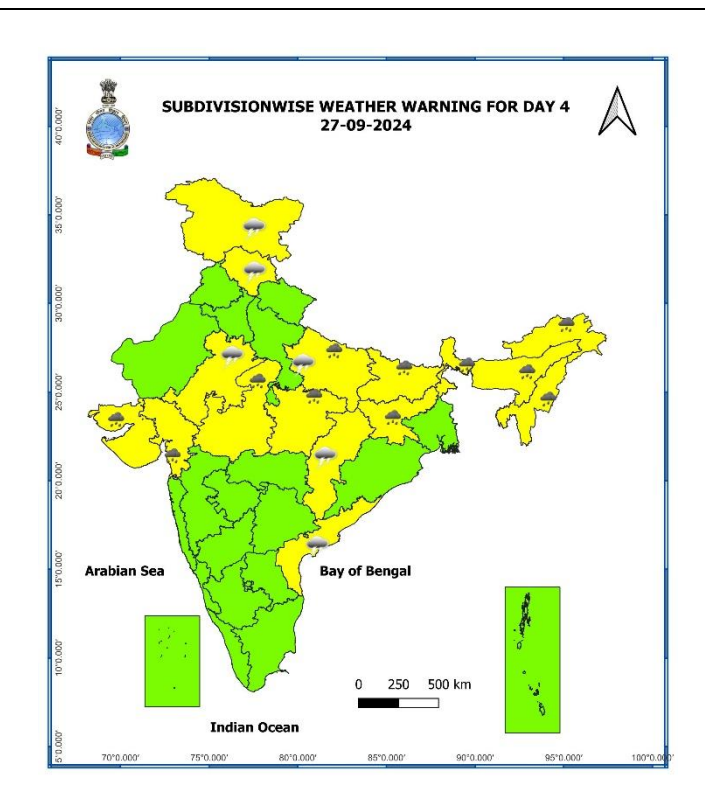 SUBDIVISIONWISE WEATHER WARNING FOR DAY 4
27-09-2024
40°0.000'
35°0.000'
30°0.000'
25°0.000'
20°0.000'
15°0.000'
10°0.000'
5°0.000'
Arabian Sea
Bay of Bengal
0 250 500 km
Indian Ocean
70°0.000' 75°0.000' 80°0.000' 85°0.000' 90°0.000' 95°0.000' 100°0.000'